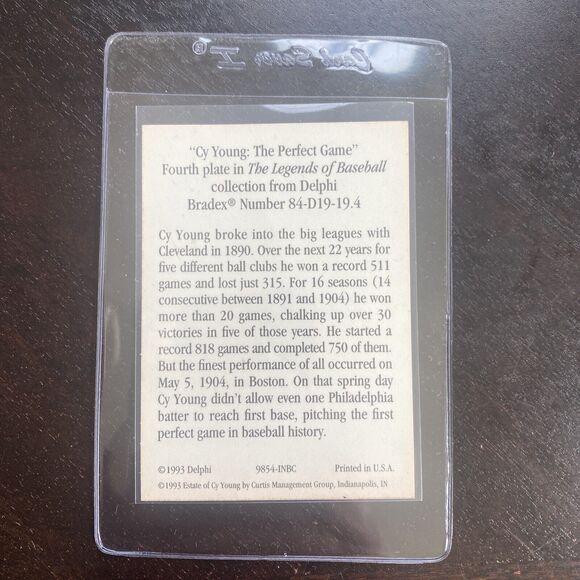 Card Saver I
"Cy Young: The Perfect Game"
Fourth plate in The Legends of Baseball
collection from Delphi
Bradex® Number 84-D19-19.4
Cy Young broke into the big leagues with
Cleveland in 1890. Over the next 22 years for
five different ball clubs he won a record 511
games and lost just 315. For 16 seasons (14
consecutive between 1891 and 1904) he won
more than 20 games, chalking up over 30
victories in five of those years. He started a
record 818 games and completed 750 of them.
But the finest performance of all occurred on
May 5, 1904, in Boston. On that spring day
Cy Young didn't allow even one Philadelphia
batter to reach first base, pitching the first
perfect game in baseball history.
©1993 Delphi 9854-INBC Printed in U.S.A.
©1993 Estate of Cy Young by Curtis Management Group, Indianapolis, IN